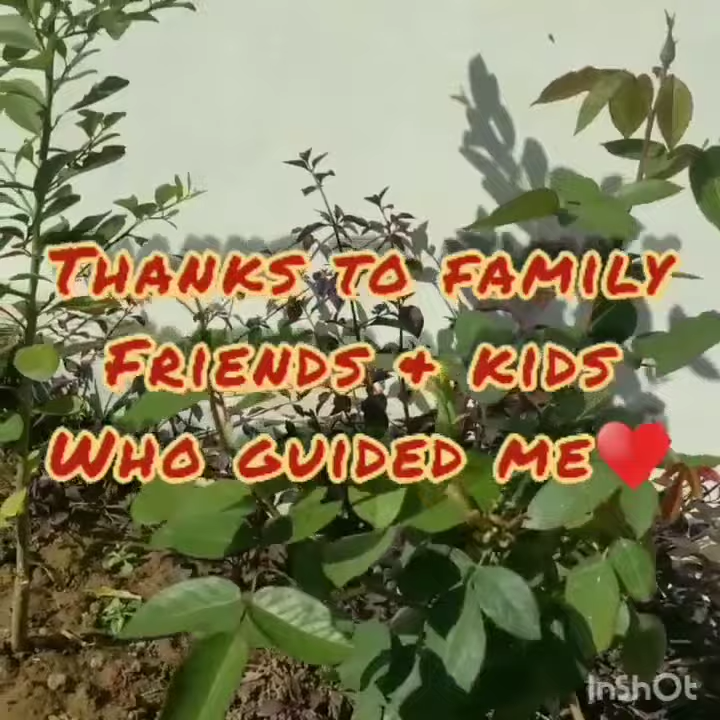 Thanks to family
Friends & kids
Who guided me❤️
InShOt